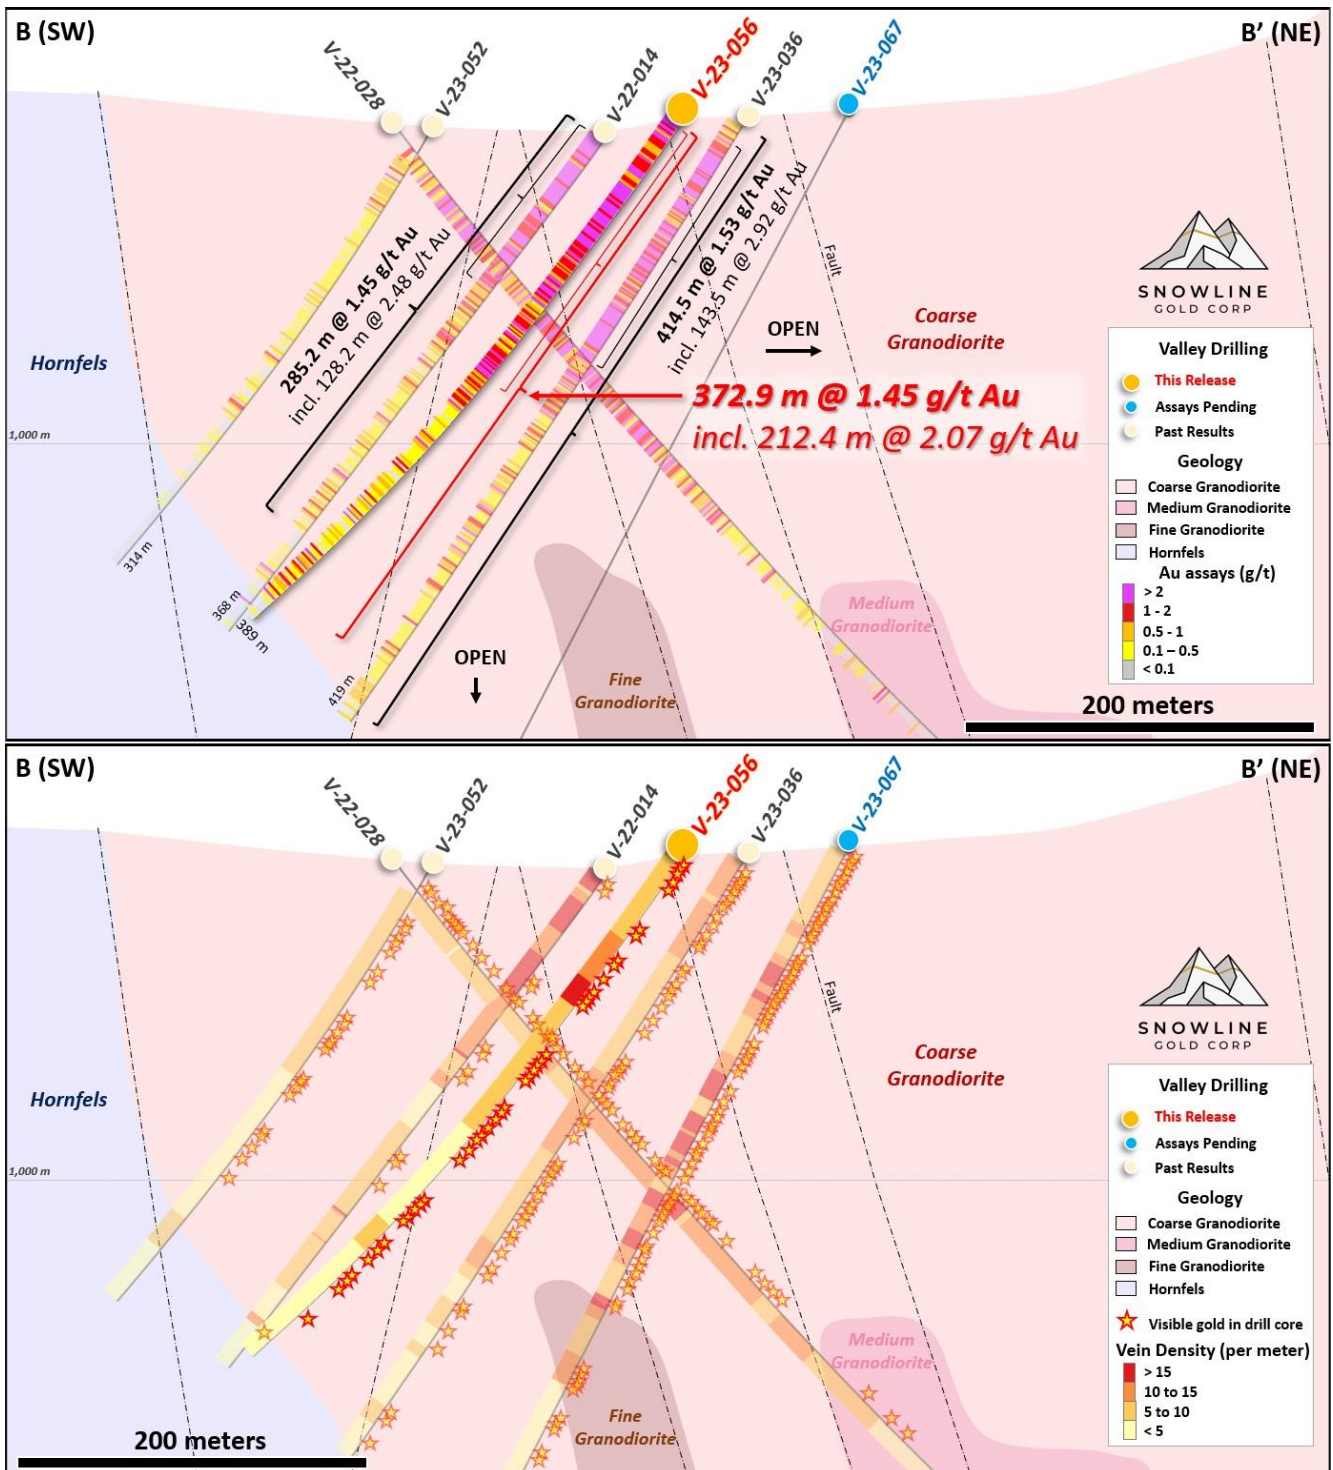 B (SW)
B' (NE)
V-22-028
V-23-052
V-22-014
V-23-056
V-23-036
V-23-067
285.2 m @ 1.45 g/t Au
incl. 128.2 m @ 2.48 g/t Au
414.5 m @ 1.53 g/t Au
incl. 143.5 m @ 2.92 g/t Au
Fault
OPEN
Coarse
Granodiorite
Hornfels
372.9 m @ 1.45 g/t Au
incl. 212.4 m @ 2.07 g/t Au
1,000 m
314 m
368 m
389 m
419 m
OPEN
Fine
Granodiorite
Medium
Granodiorite
SNOWLINE
GOLD CORP
Valley Drilling
This Release
Assays Pending
Past Results
Geology
Coarse Granodiorite
Medium Granodiorite
Fine Granodiorite
Hornfels
Au assays (g/t)
> 2
1 - 2
0.5 - 1
0.1 – 0.5
< 0.1
200 meters
B (SW)
B' (NE)
V-22-028
V-23-052
V-22-014
V-23-056
V-23-036
V-23-067
Fault
Coarse
Granodiorite
Hornfels
1,000 m
Fine
Granodiorite
Medium
Granodiorite
SNOWLINE
GOLD CORP
Valley Drilling
This Release
Assays Pending
Past Results
Geology
Coarse Granodiorite
Medium Granodiorite
Fine Granodiorite
Hornfels
Visible gold in drill core
Vein Density (per meter)
> 15
10 to 15
5 to 10
< 5
200 meters